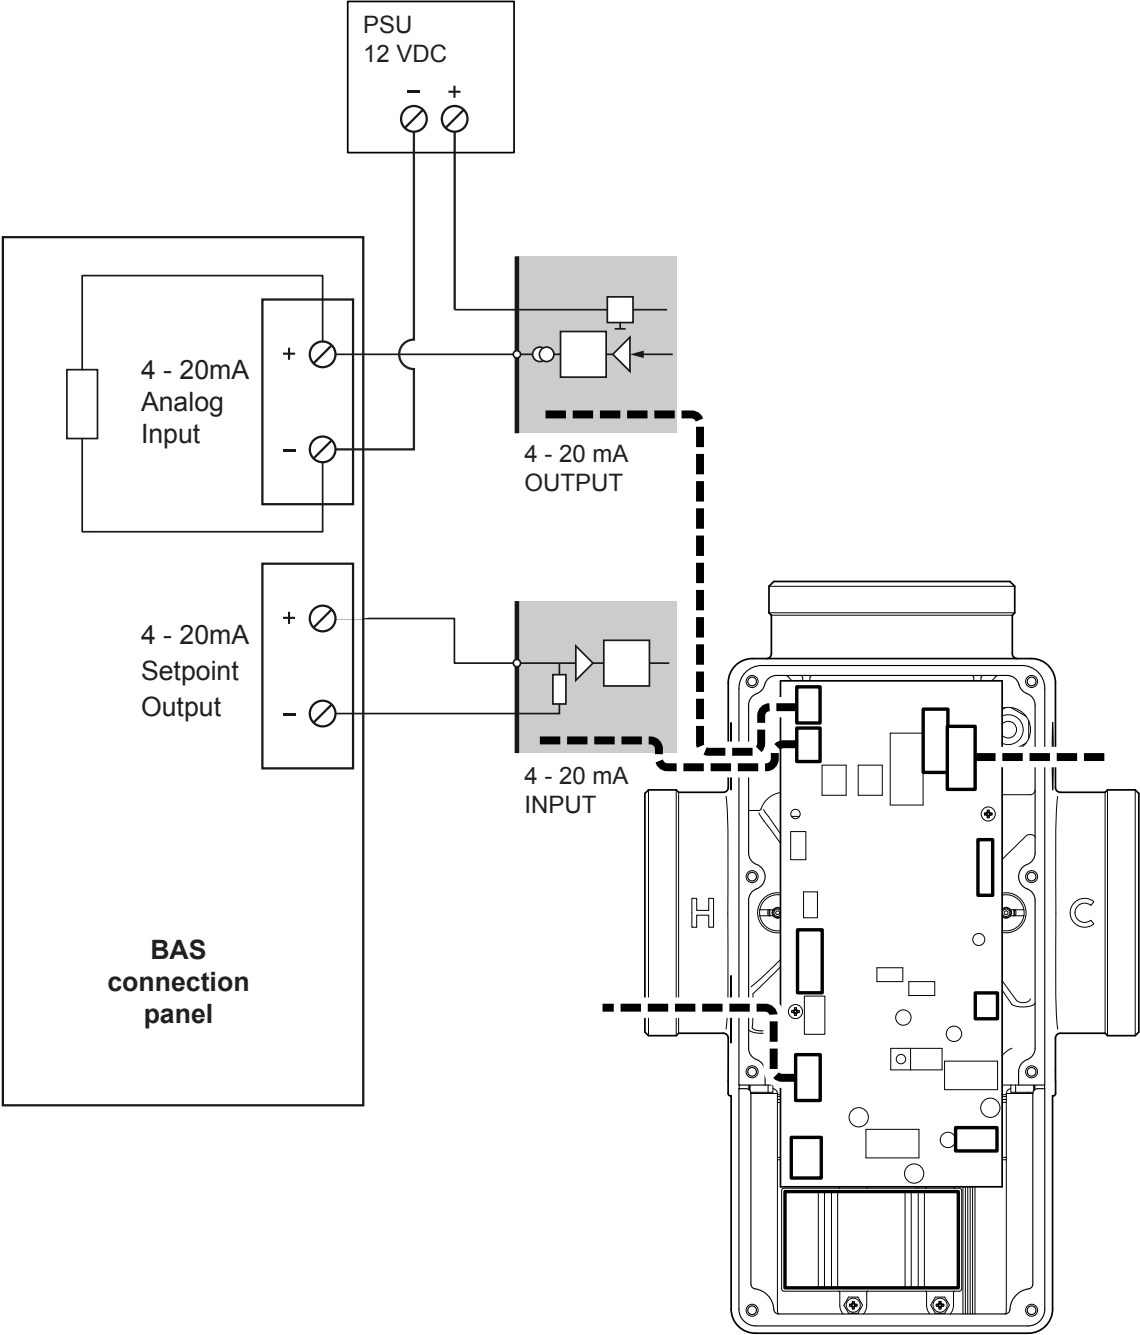 PSU
12 VDC
− +
+
4 - 20mA
Analog
Input
−
4 - 20 mA
OUTPUT
+
4 - 20mA
Setpoint
Output
−
4 - 20 mA
INPUT
H
C
BAS
connection
panel